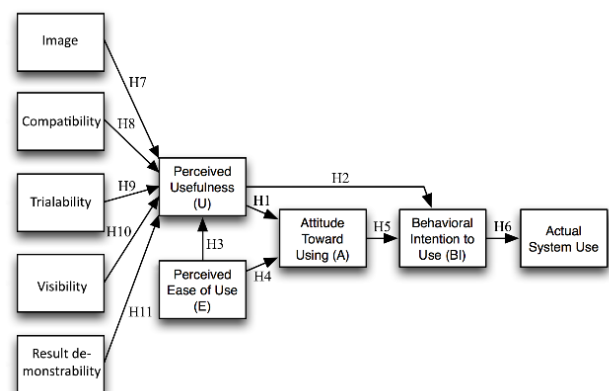 Image
H7
Compatibility
H8
Trialability
H9
Visibility
H10
Result de-
monstrability
H11
Perceived
Usefulness
(U)
H3
Perceived
Ease of Use
(E)
H2
H1
H4
Attitude
Toward
Using (A)
H5
Behavioral
Intention to
Use (BI)
H6
Actual
System Use